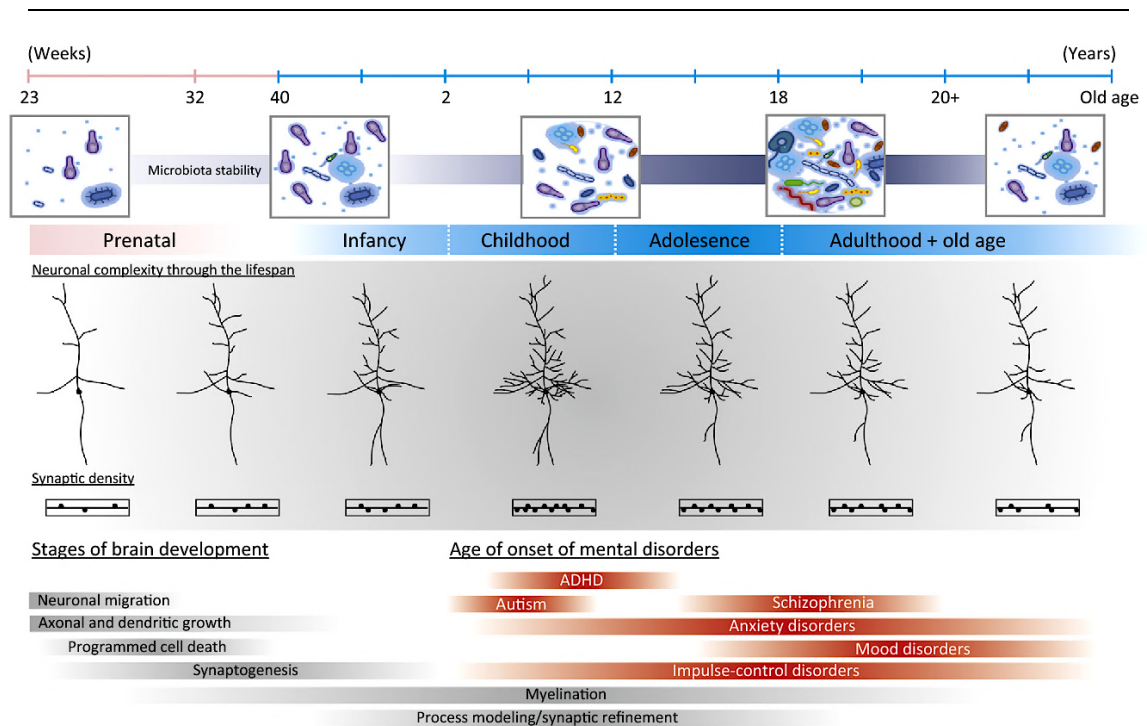 (Weeks)
(Years)
23
32
40
2
12
18
20+
Old age
Microbiota stability
Prenatal
Infancy
Childhood
Adolesence
Adulthood + old age
Neuronal complexity through the lifespan
Synaptic density
Stages of brain development
Age of onset of mental disorders
ADHD
Neuronal migration
Autism
Schizophrenia
Axonal and dendritic growth
Anxiety disorders
Programmed cell death
Mood disorders
Synaptogenesis
Impulse-control disorders
Myelination
Process modeling/synaptic refinement